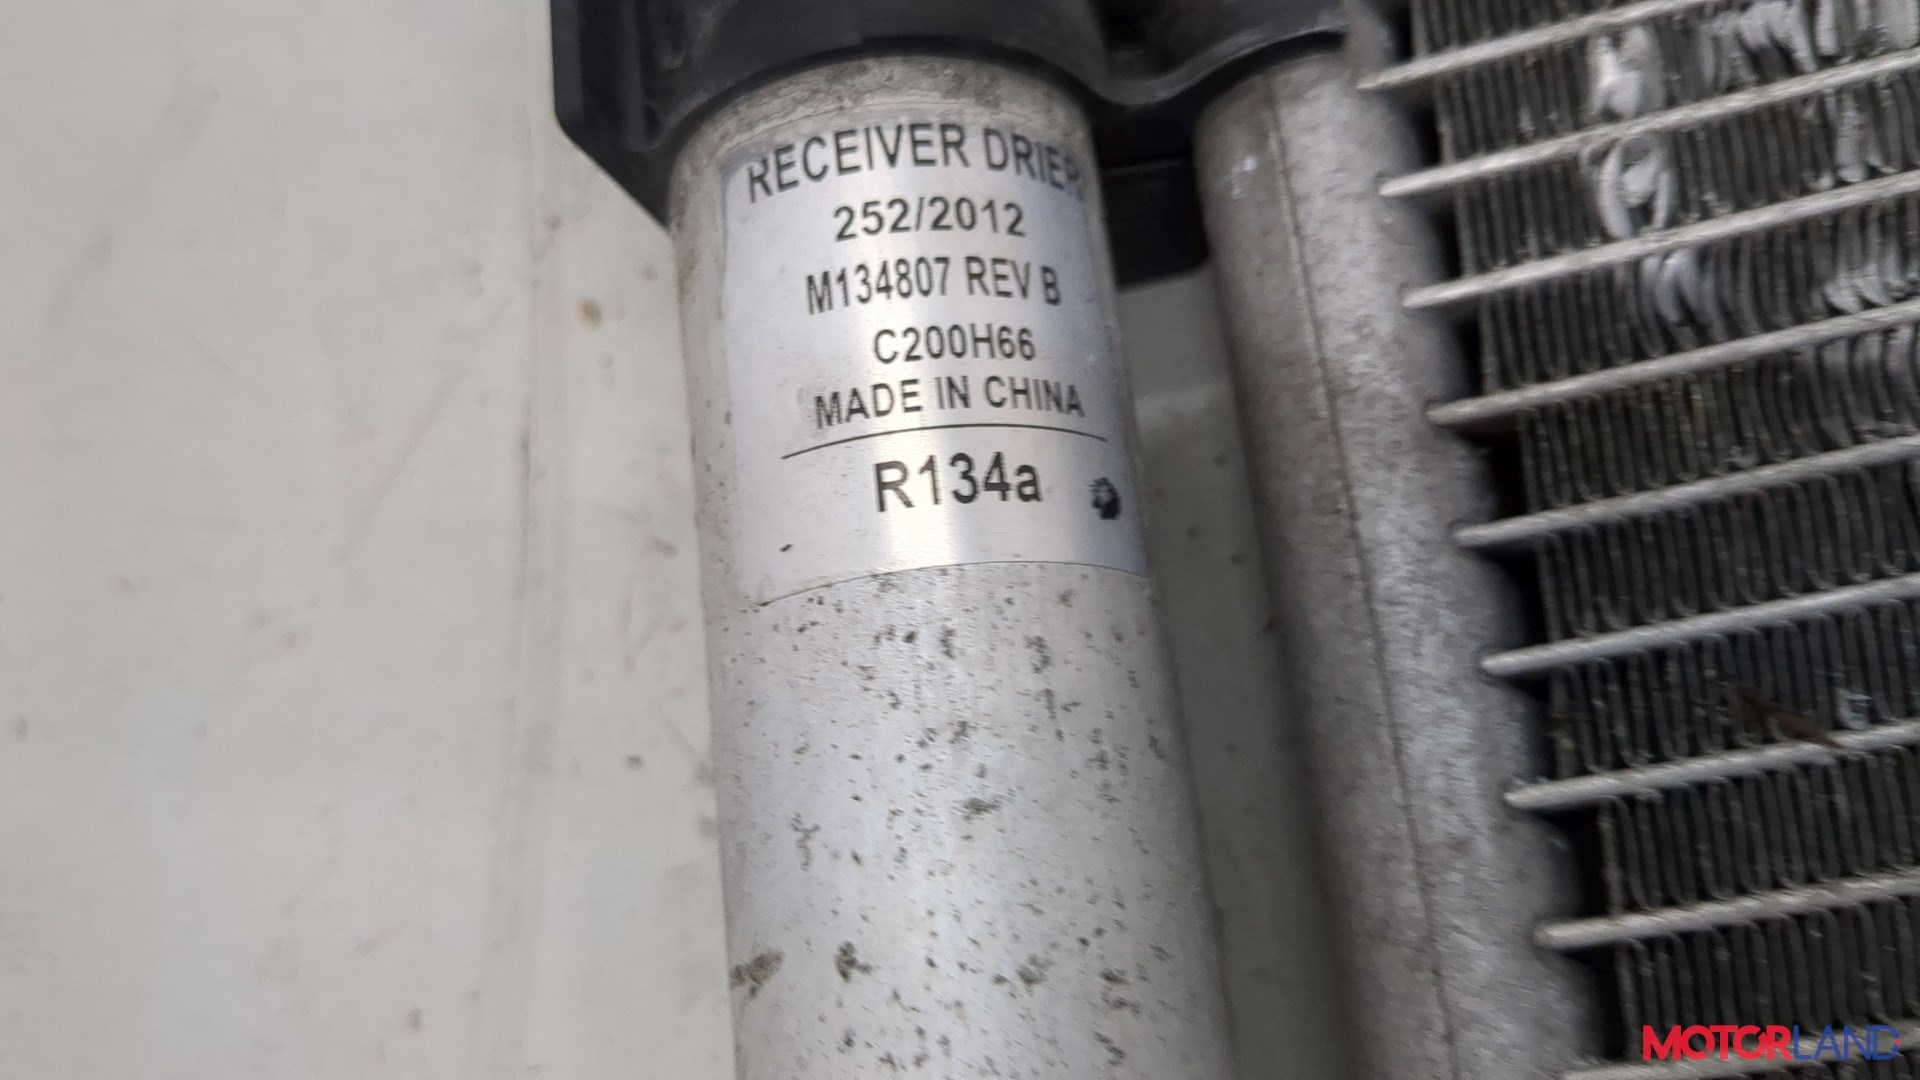 RECEIVER DRIER
252/2012
M134807 REV B
C200H66
MADE IN CHINA
R134a
MOTORLAND